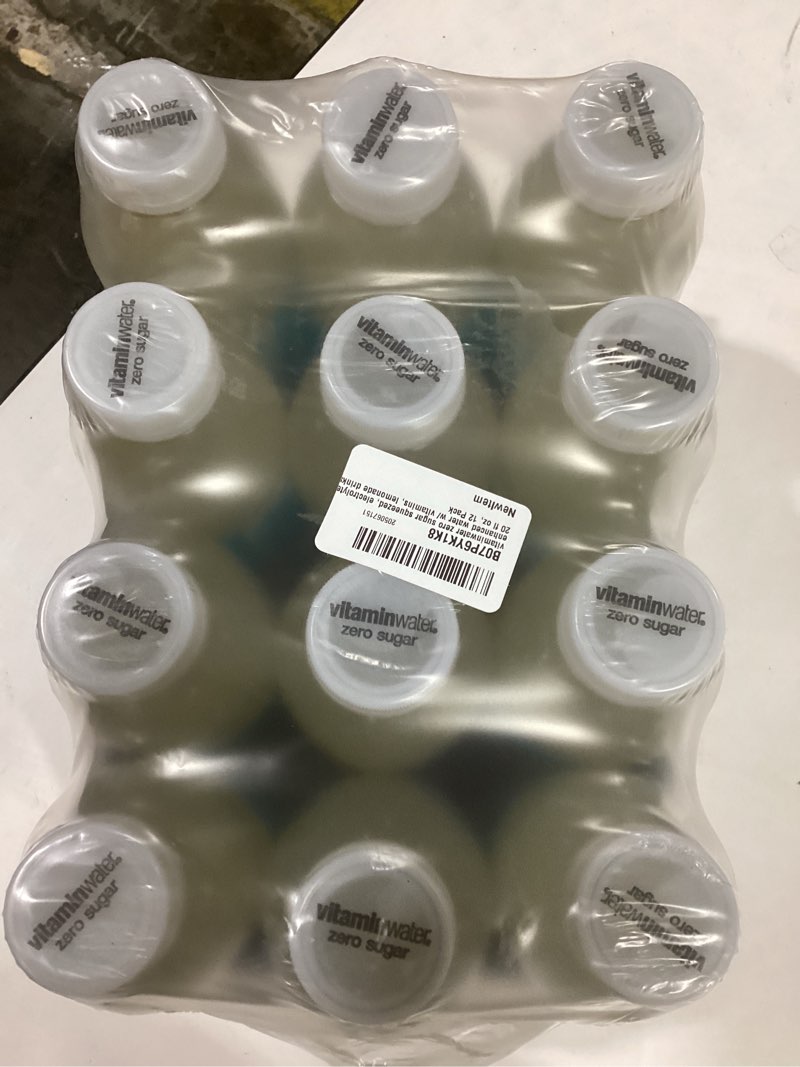 vitaminwater
zero sugar
vitaminwater
zero sugar
vitaminwater
zero sugar
vitaminwater
zero sugar
vitaminwater
zero sugar
vitaminwater
zero sugar
B07P6YK1K8
vitaminwater zero sugar squeezed, electrolyte
enhanced water w/ vitamins, lemonade drinks
20 fl oz, 12 Pack
NewItem
205067151
vitaminwater
zero sugar
vitaminwater
zero sugar
vitaminwater
zero sugar
vitaminwater
zero sugar
vitaminwater
zero sugar
vitaminwater
zero sugar